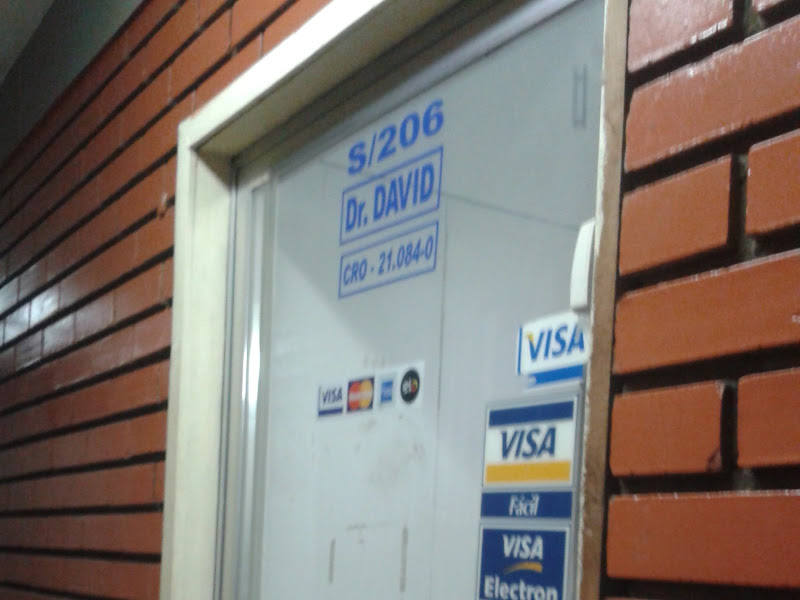 S/206
Dr. DAVID
CRO - 21.084-0
VISA
VISA
VISA
Fácil
VISA
Electron